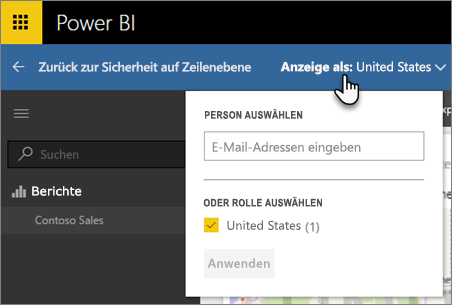 Power BI
Zurück zur Sicherheit auf Zeilenebene
Anzeige als: United States
PERSON AUSWÄHLEN
E-Mail-Adressen eingeben
Suchen
Berichte
Contoso Sales
ODER ROLLE AUSWÄHLEN
United States (1)
Anwenden